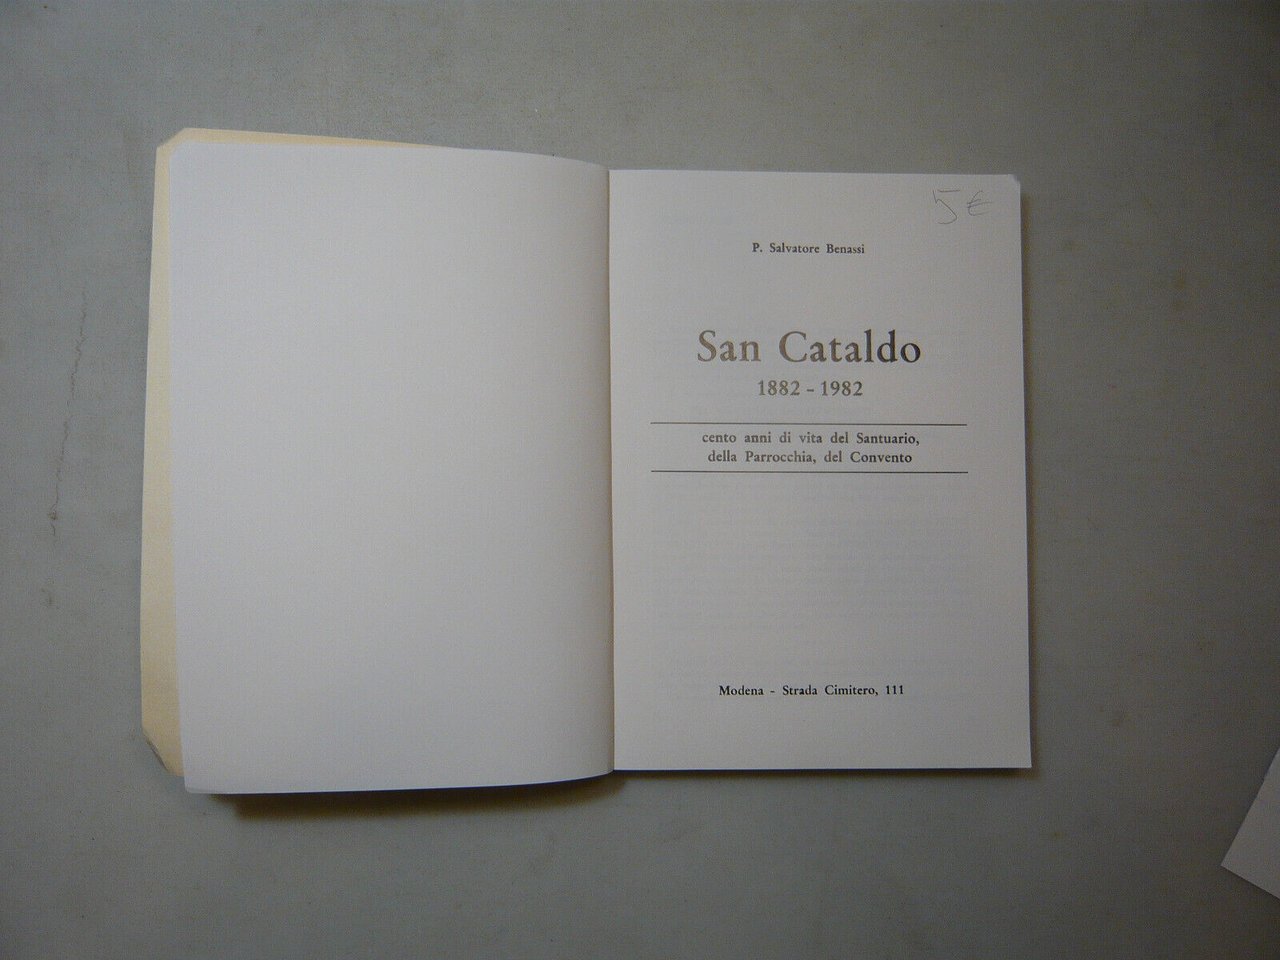 5 €
P. Salvatore Benassi
San Cataldo
1882 - 1982
cento anni di vita del Santuario,
della Parrocchia, del Convento
Modena - Strada Cimitero, 111